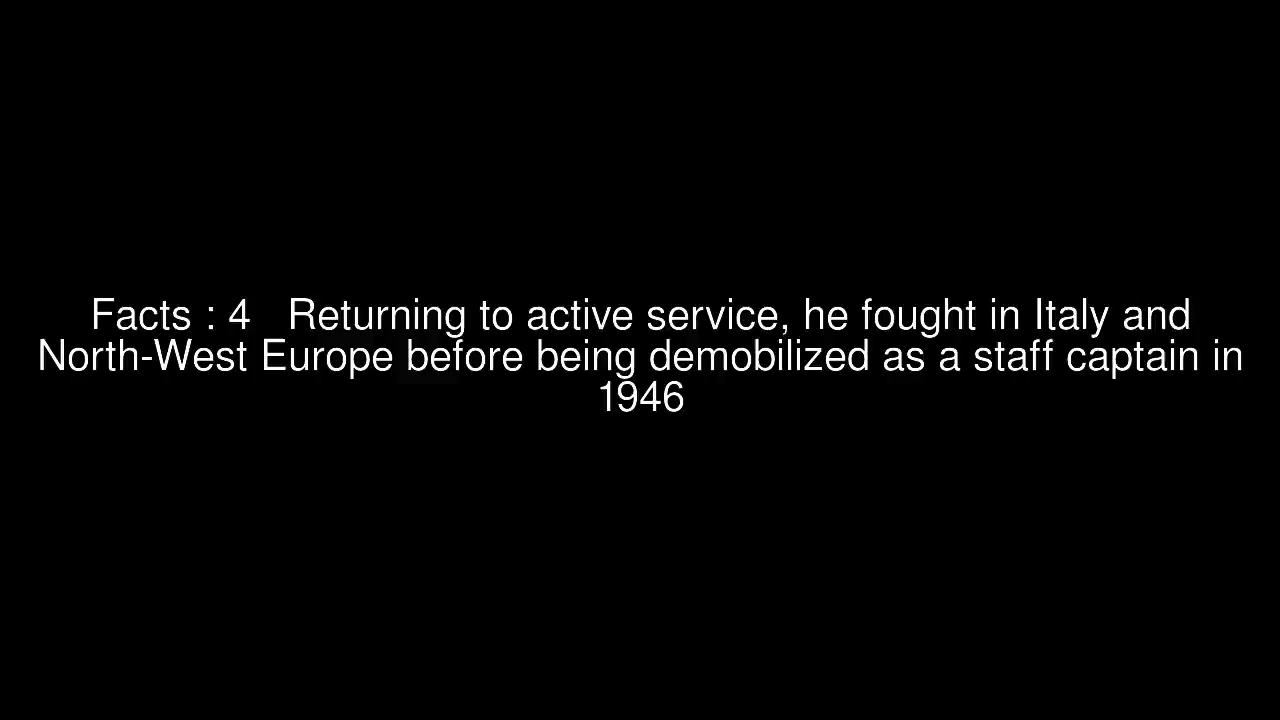 Facts : 4   Returning to active service, he fought in Italy and
North-West Europe before being demobilized as a staff captain in
1946